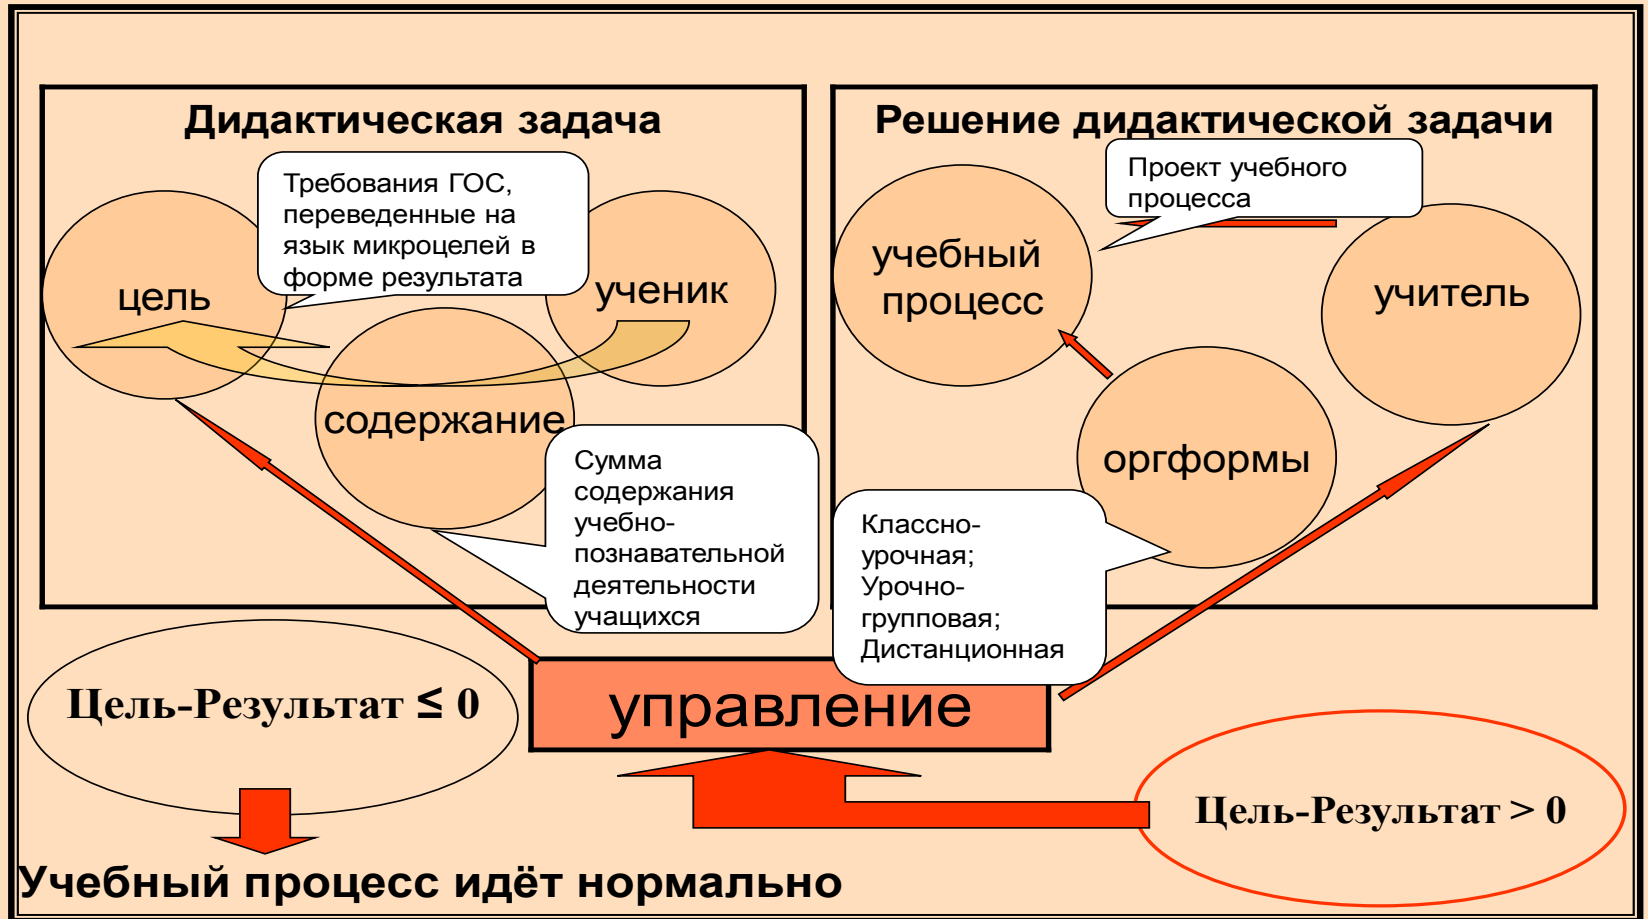 Дидактическая задача
Требования ГОС,
переведенные на
язык микроцелей в
форме результата
цель
ученик
содержание
Сумма
содержания
учебно-
познавательной
деятельности
учащихся
Решение дидактической задачи
Проект учебного
процесса
учебный
процесс
учитель
оргформы
Классно-
урочная;
Урочно-
групповая;
Дистанционная
Цель-Результат ≤ 0
управление
Цель-Результат > 0
Учебный процесс идёт нормально